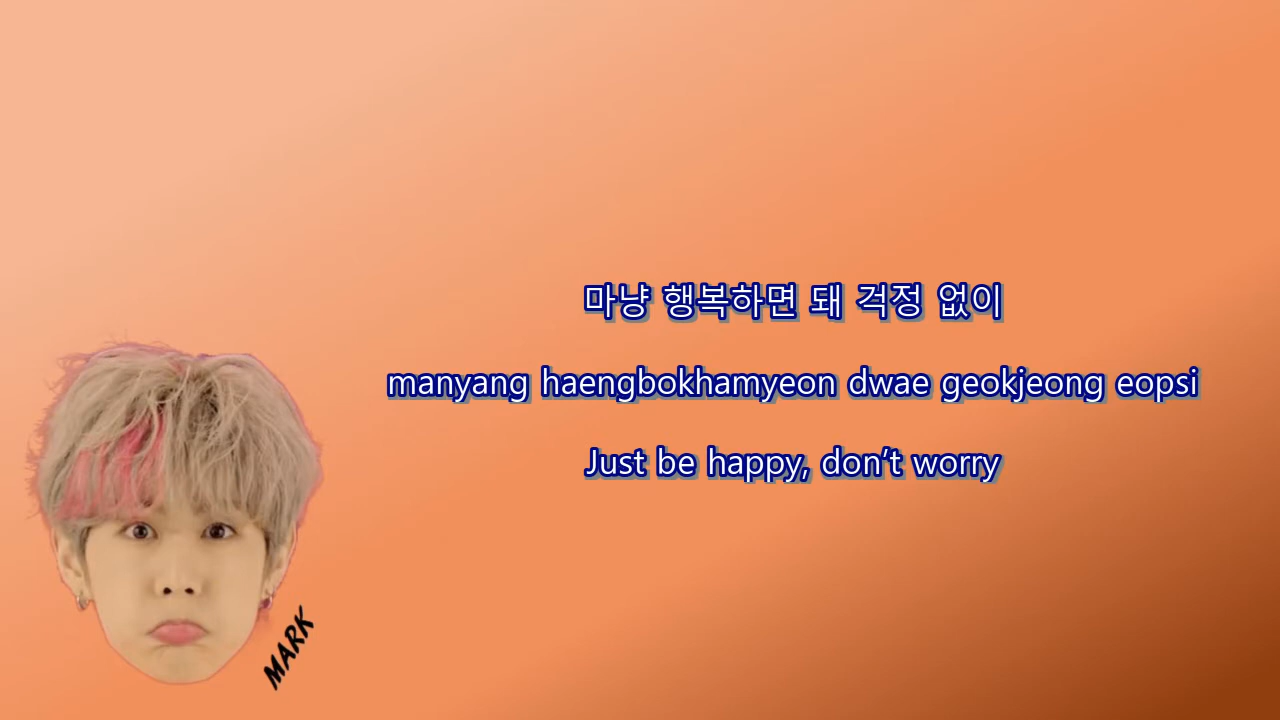 마냥 행복하면 돼 걱정 없이
manyang haengbokhamyeon dwae geokjeong eopsi
Just be happy, don't worry
MARK